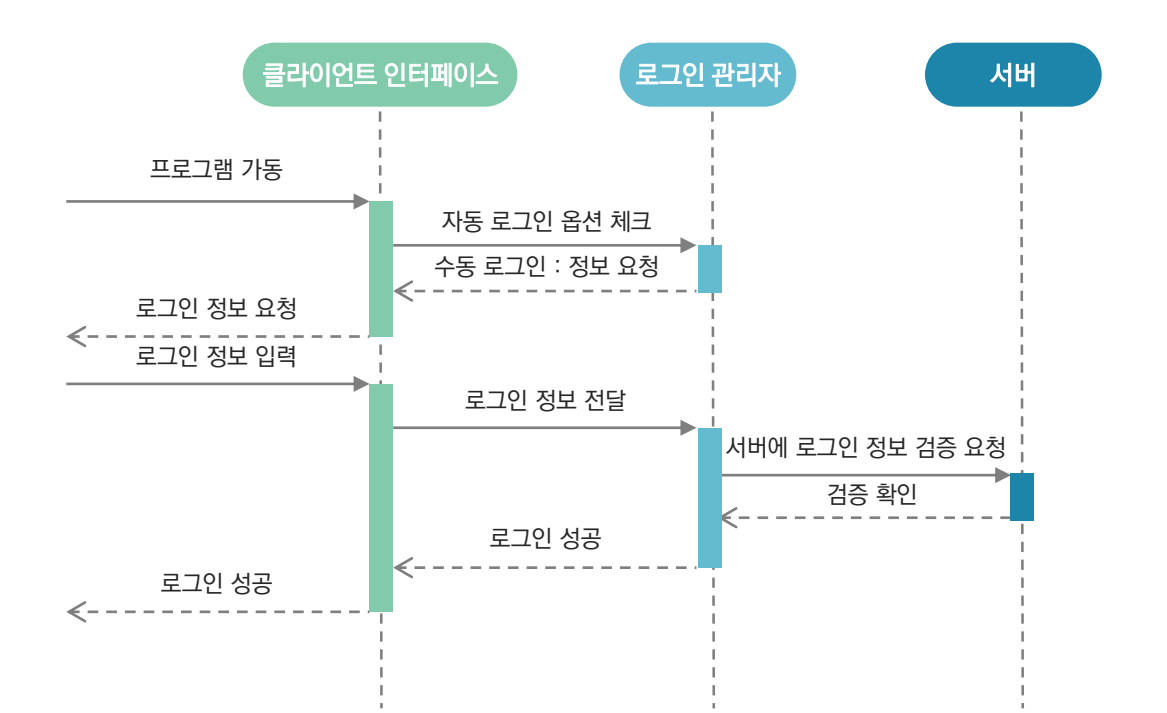 클라이언트 인터페이스
로그인 관리자
서버
프로그램 가동
자동 로그인 옵션 체크
수동 로그인 : 정보 요청
로그인 정보 요청
로그인 정보 입력
로그인 정보 전달
서버에 로그인 정보 검증 요청
검증 확인
로그인 성공
로그인 성공